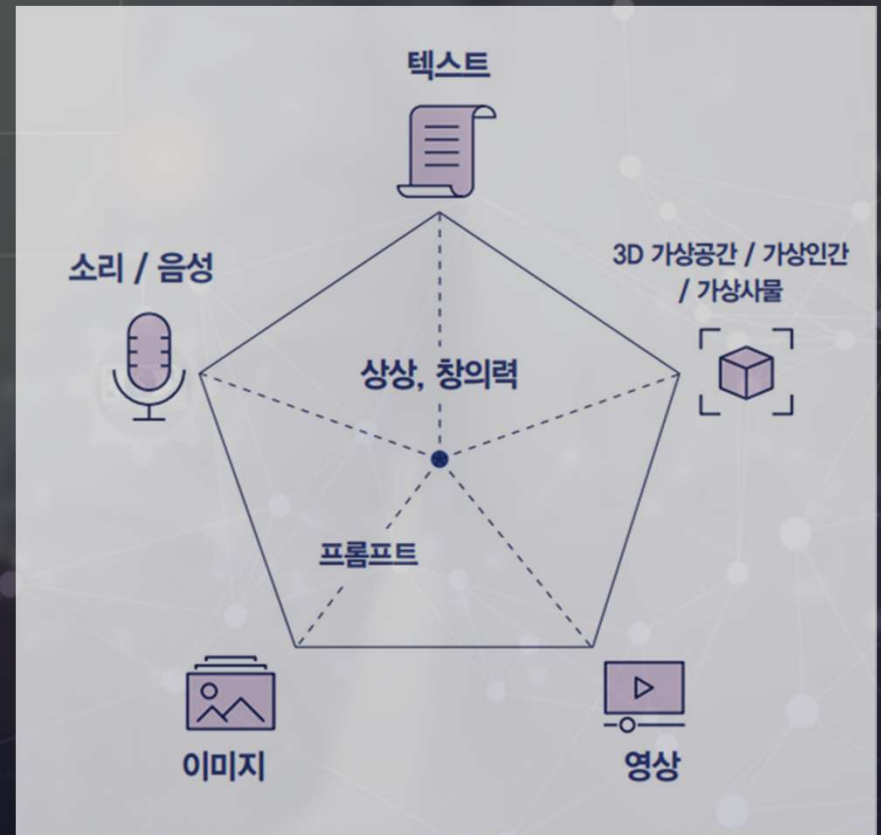 텍스트
소리 / 음성
3D 가상공간 / 가상인간
/ 가상사물
상상, 창의력
프롬프트
이미지
영상